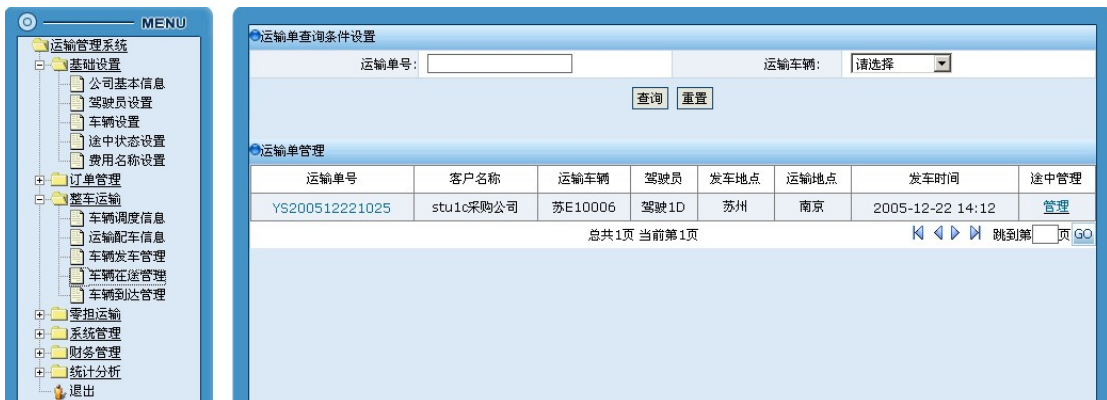 MENU
运输管理系统
基础设置
公司基本信息
驾驶员设置
车辆设置
途中状态设置
费用名称设置
订单管理
整车运输
车辆调度信息
运输配车信息
车辆发车管理
车辆在途管理
车辆到达管理
零担运输
系统管理
财务管理
统计分析
退出
运输单查询条件设置
运输单号: 运输车辆: 请选择
查询 重置
运输单管理
运输单号 客户名称 运输车辆 驾驶员 发车地点 运输地点 发车时间 途中管理
YS200512221025 stu1c采购公司 苏E10006 驾驶1D 苏州 南京 2005-12-22 14:12 管理
总共1页 当前第1页 跳到第 页 GO